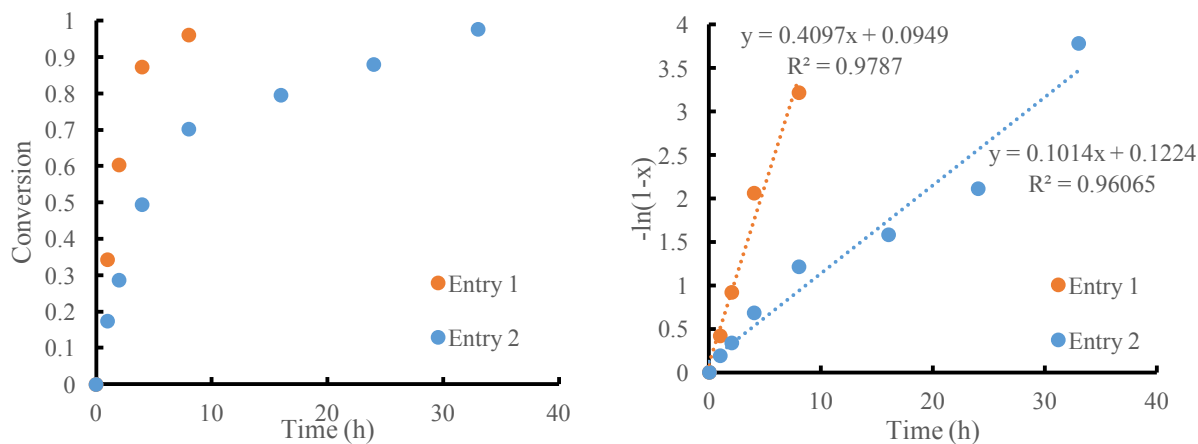 Conversion
1
0.9
0.8
0.7
0.6
0.5
0.4
0.3
0.2
0.1
0
0
10
20
30
40
Time (h)
Entry 1
Entry 2
-ln(1-x)
4
3.5
3
2.5
2
1.5
1
0.5
0
0
10
20
30
40
Time (h)
y = 0.4097x + 0.0949
R² = 0.9787
y = 0.1014x + 0.1224
R² = 0.96065
Entry 1
Entry 2